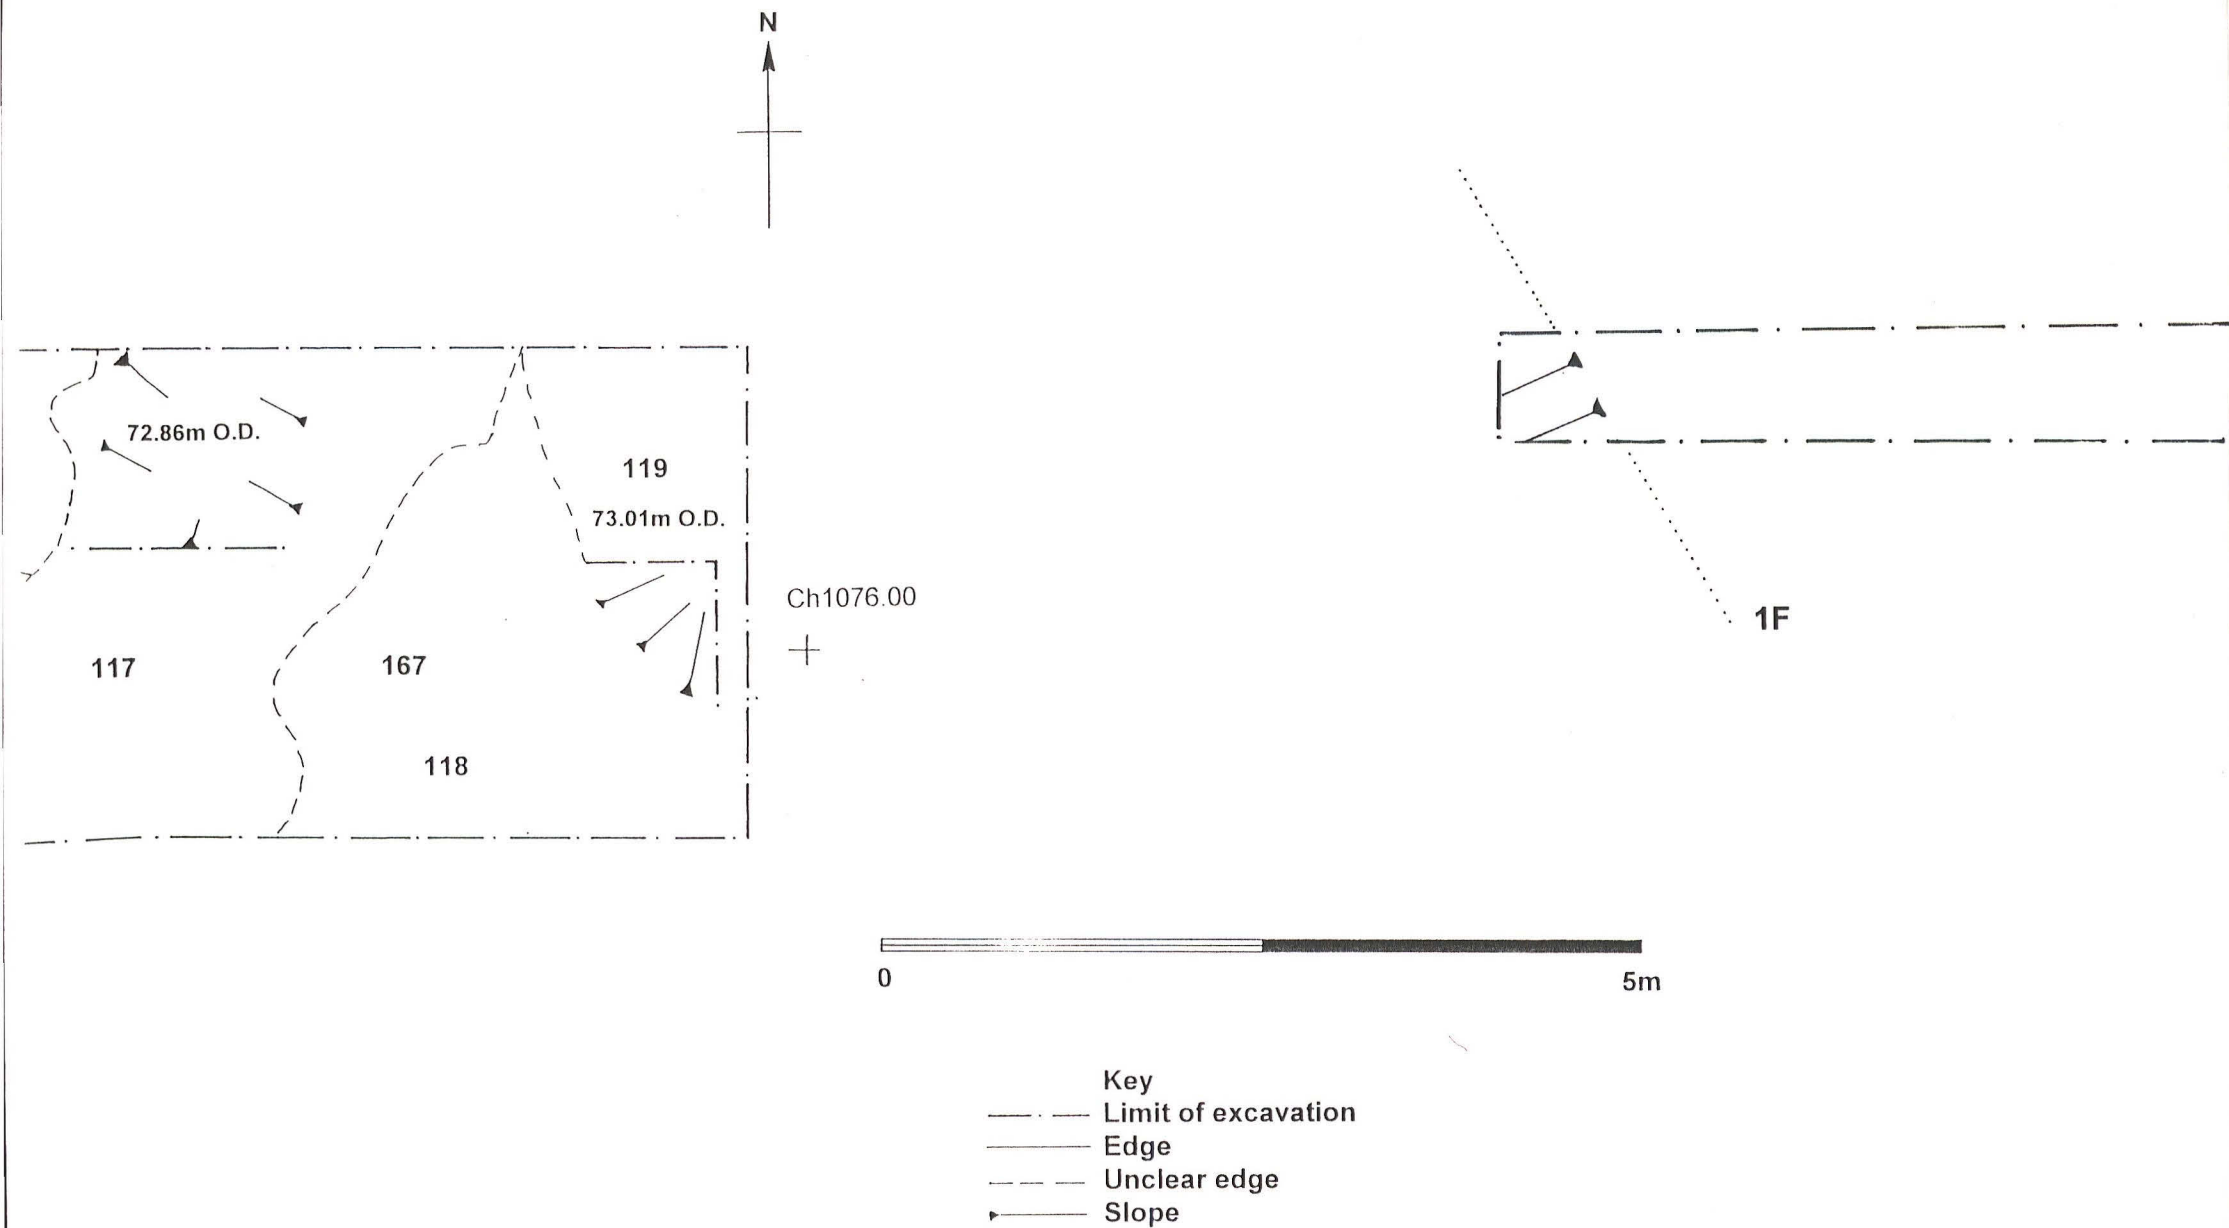 N
72.86m O.D.
119
73.01m O.D.
Ch1076.00
1F
117
167
118
0
5m
Key
Limit of excavation
Edge
Unclear edge
Slope